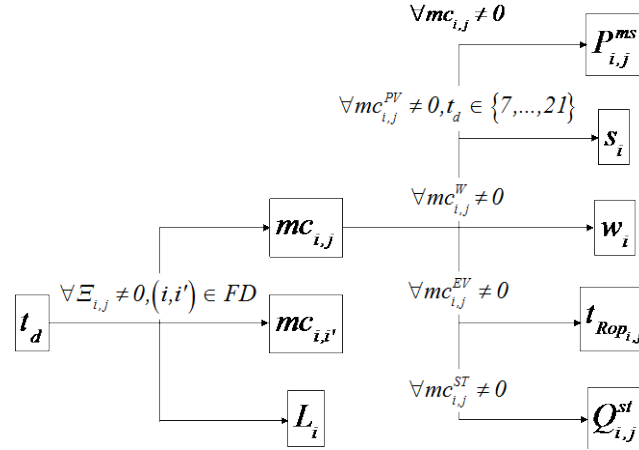 ∀mc_{i,j} ≠ 0
P^{ms}_{i,j}
∀mc^{PV}_{i,j} ≠ 0, t_d ∈ {7,...,21}
s_i
∀mc^{W}_{i,j} ≠ 0
mc_{i,j}
w_i
∀Ξ_{i,j} ≠ 0, (i,i') ∈ FD
∀mc^{EV}_{i,j} ≠ 0
t_d
mc_{i,i'}
t_{Rop_{i,j}}
∀mc^{ST}_{i,j} ≠ 0
L_i
Q^{st}_{i,j}